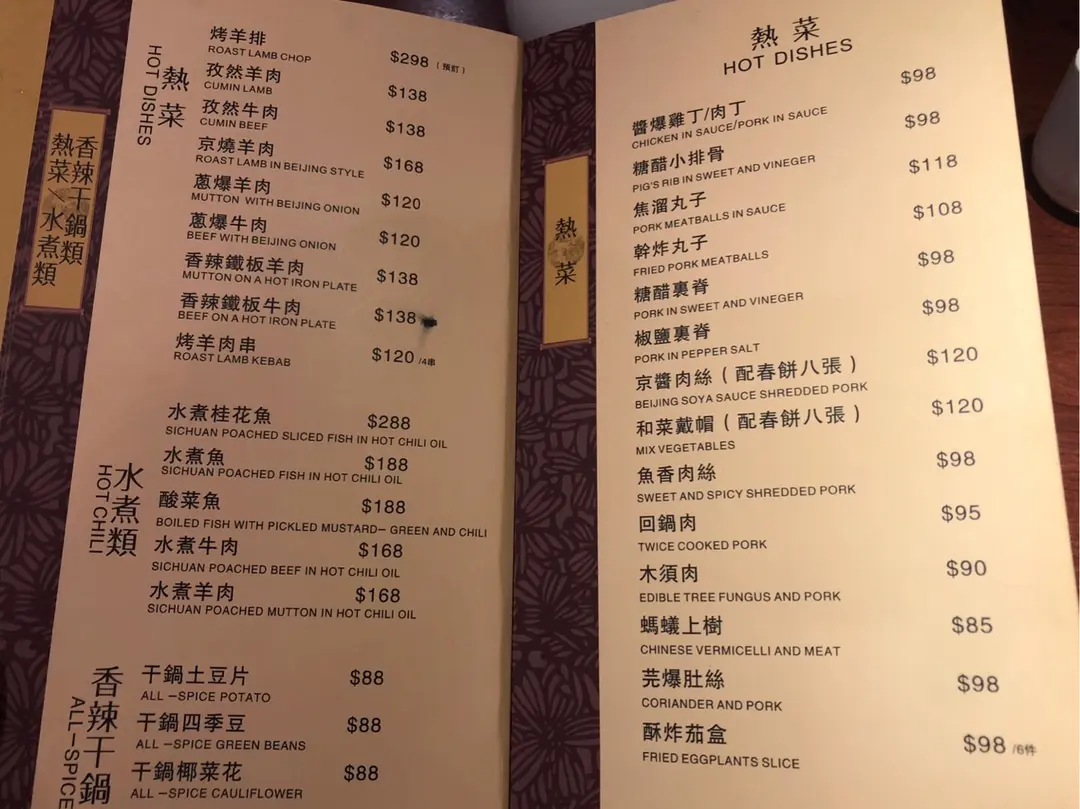 香辣干鍋類
熱菜/水煮類
熱菜
HOT DISHES
烤羊排 $298 (預訂)
ROAST LAMB CHOP
孜然羊肉 $138
CUMIN LAMB
孜然牛肉 $138
CUMIN BEEF
京燒羊肉 $168
ROAST LAMB IN BEIJING STYLE
蔥爆羊肉 $120
MUTTON WITH BEIJING ONION
蔥爆牛肉 $120
BEEF WITH BEIJING ONION
香辣鐵板羊肉 $138
MUTTON ON A HOT IRON PLATE
香辣鐵板牛肉 $138
BEEF ON A HOT IRON PLATE
烤羊肉串 $120 /4串
ROAST LAMB KEBAB
水煮類
HOT CHILI
水煮桂花魚 $288
SICHUAN POACHED SLICED FISH IN HOT CHILI OIL
水煮魚 $188
SICHUAN POACHED FISH IN HOT CHILI OIL
酸菜魚 $188
BOILED FISH WITH PICKLED MUSTARD- GREEN AND CHILI
水煮牛肉 $168
SICHUAN POACHED BEEF IN HOT CHILI OIL
水煮羊肉 $168
SICHUAN POACHED MUTTON IN HOT CHILI OIL
香辣干鍋
ALL-SPICE
干鍋土豆片 $88
ALL -SPICE POTATO
干鍋四季豆 $88
ALL -SPICE GREEN BEANS
干鍋椰菜花 $88
ALL -SPICE CAULIFLOWER
熱菜
熱菜
HOT DISHES
醬爆雞丁/肉丁 $98
CHICKEN IN SAUCE/PORK IN SAUCE
糖醋小排骨 $98
PIG'S RIB IN SWEET AND VINEGER
焦溜丸子 $118
PORK MEATBALLS IN SAUCE
幹炸丸子 $108
FRIED PORK MEATBALLS
糖醋裏脊 $98
PORK IN SWEET AND VINEGER
椒鹽裏脊 $98
PORK IN PEPPER SALT
京醬肉絲(配春餅八張) $120
BEIJING SOYA SAUCE SHREDDED PORK
和菜戴帽(配春餅八張) $120
MIX VEGETABLES
魚香肉絲 $98
SWEET AND SPICY SHREDDED PORK
回鍋肉 $95
TWICE COOKED PORK
木須肉 $90
EDIBLE TREE FUNGUS AND PORK
螞蟻上樹 $85
CHINESE VERMICELLI AND MEAT
芫爆肚絲 $98
CORIANDER AND PORK
酥炸茄盒 $98 /6件
FRIED EGGPLANTS SLICE